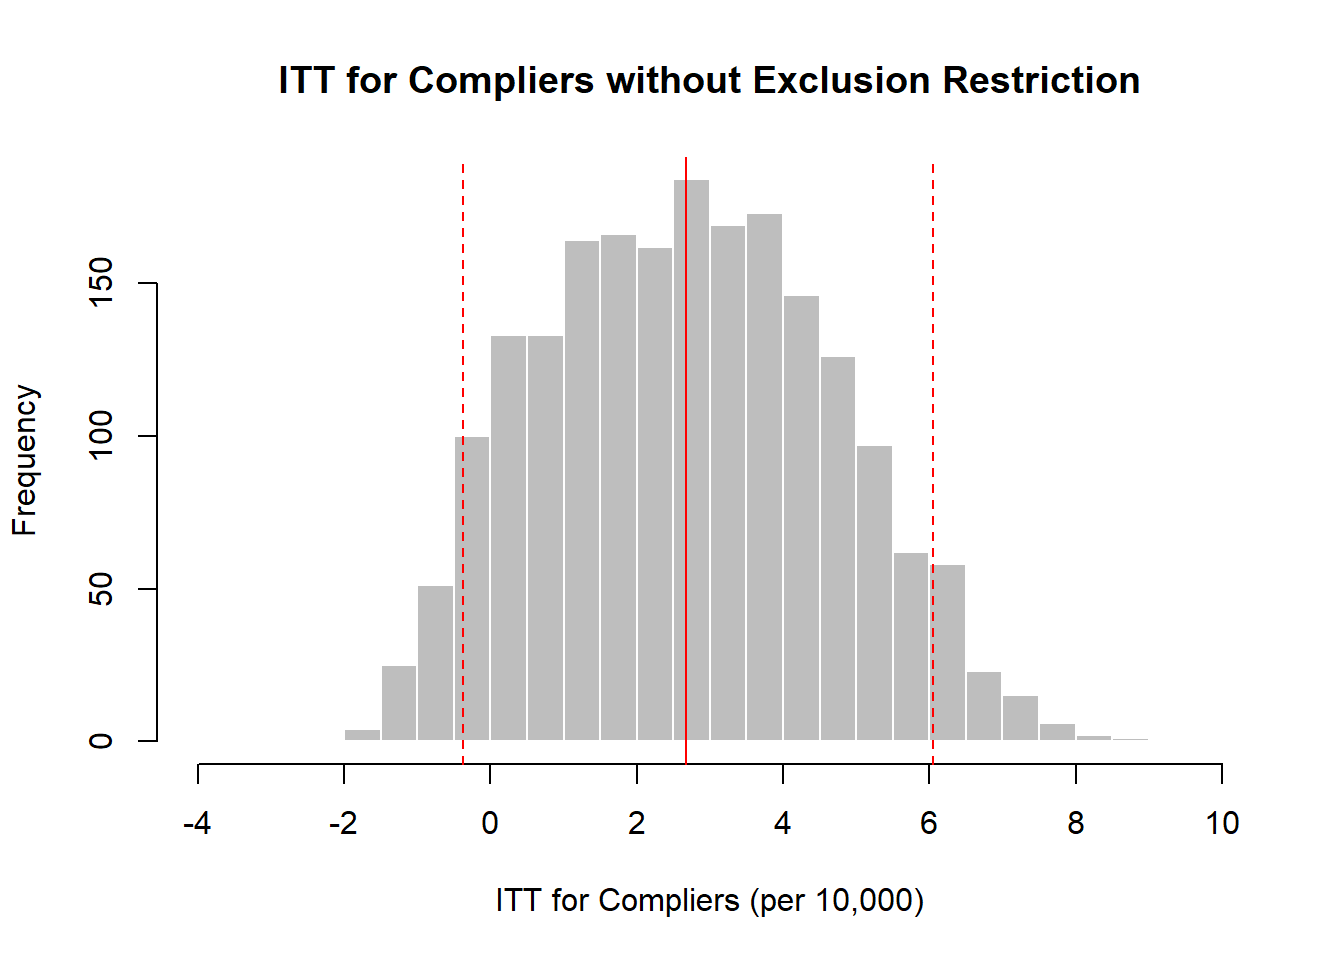 ITT for Compliers without Exclusion Restriction
Frequency
150
100
50
0
-4 -2 0 2 4 6 8 10
ITT for Compliers (per 10,000)